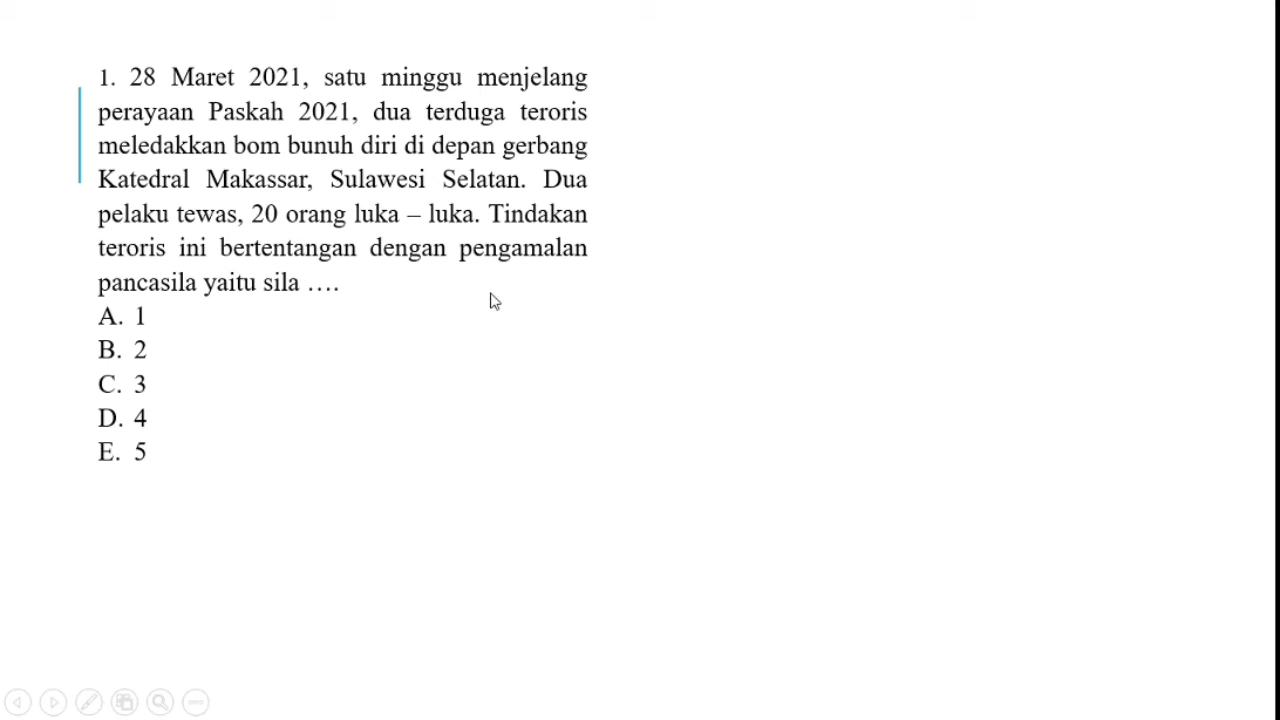 1. 28 Maret 2021, satu minggu menjelang
perayaan Paskah 2021, dua terduga teroris
meledakkan bom bunuh diri di depan gerbang
Katedral Makassar, Sulawesi Selatan. Dua
pelaku tewas, 20 orang luka – luka. Tindakan
teroris ini bertentangan dengan pengamalan
pancasila yaitu sila ….
A. 1
B. 2
C. 3
D. 4
E. 5